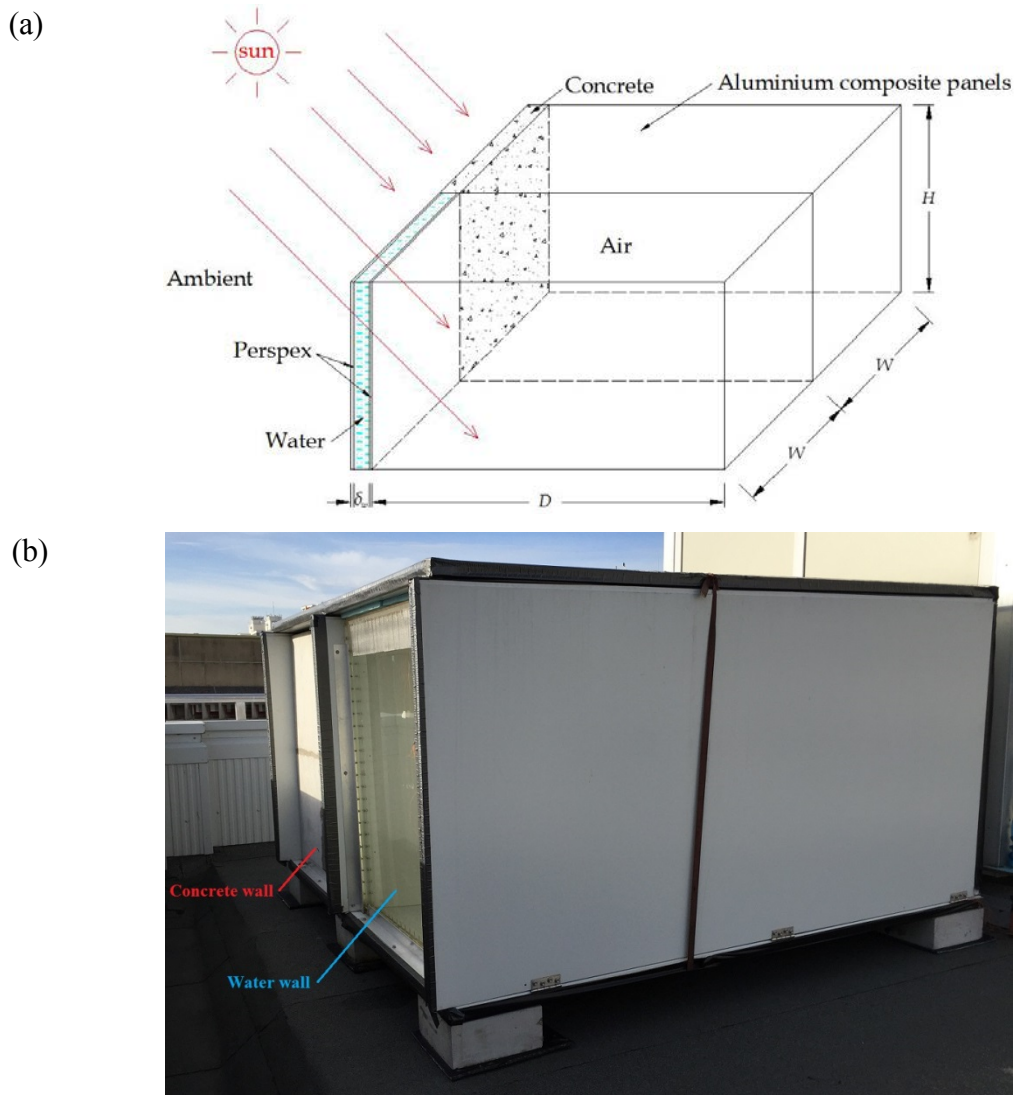 (a)
sun
Concrete
Aluminium composite panels
H
Air
Ambient
Perspex
W
Water
W
δw
D
(b)
Concrete wall
Water wall